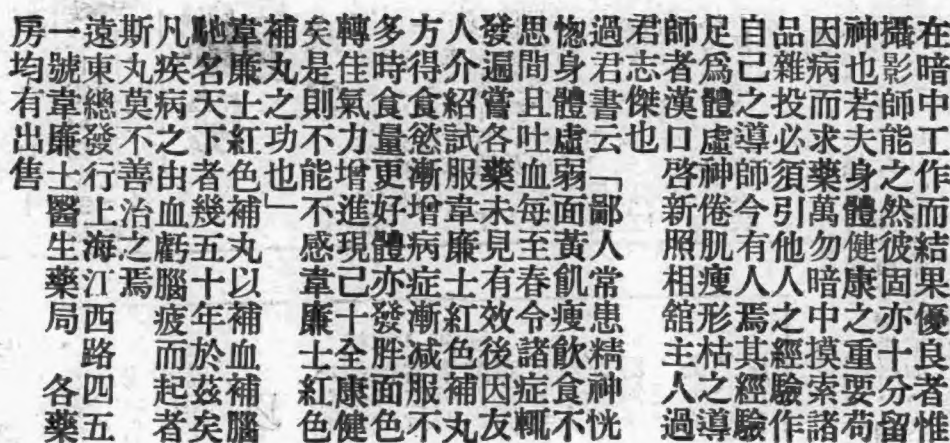 在暗中工作而結果優良者惟
攝影師能之然彼固亦十分留
神也若夫身體健康之重要苟
因病而求藥萬勿暗中摸索諸
品雜投必須引他人之經驗作
自己之導師今有人焉其經驗
足爲體虛神倦肌瘦形枯之導
師者漢口啓新照相舘主人過
君志傑也
過君書云「鄙人常患精神恍
惚身體虛弱面黃飢瘦飲食不
思間且吐血每至春令諸症輒
發遍嘗各藥未見有效後因友
人介紹試服韋廉士紅色補丸
方得食慾漸增病症漸減服不
多時食量更好體亦發胖面色
轉佳氣力增進現己十全康健
矣是則不能不感韋廉士紅色
補丸之功也」
韋廉士紅色補丸以補血補腦
馳名天下者幾五十年於茲矣
凡疾病之由血虧腦疲而起者
斯丸莫不善治之焉
遠東總發行上海江西路四五
一號韋廉士醫生藥局 各藥
房均有出售